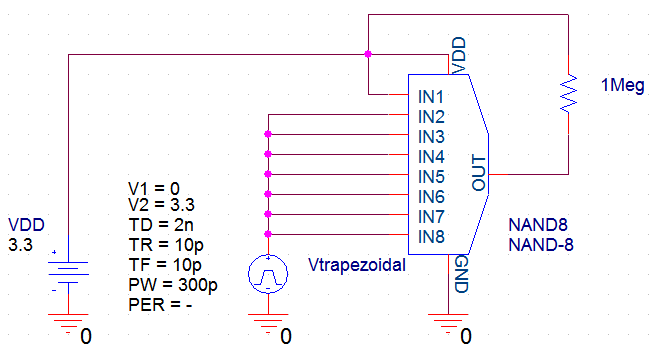 VDD
1Meg
IN1
IN2
IN3
IN4
IN5
IN6
IN7
IN8
OUT
GND
NAND8
NAND-8
VDD
3.3
V1 = 0
V2 = 3.3
TD = 2n
TR = 10p
TF = 10p
PW = 300p
PER = -
Vtrapezoidal
+
-
+
-
0
0
0